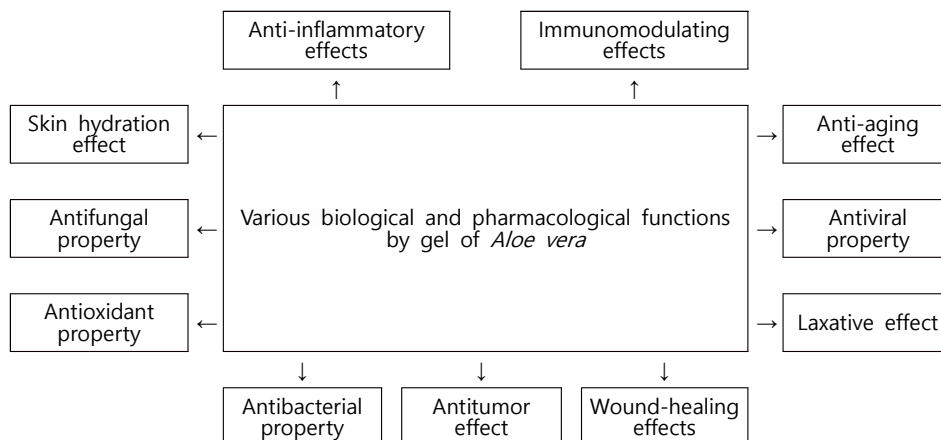 Anti-inflammatory
effects
Immunomodulating
effects
↑
↑
Skin hydration
effect
←
→
Anti-aging
effect
Antifungal
property
←
Various biological and pharmacological functions
by gel of Aloe vera
→
Antiviral
property
Antioxidant
property
←
→
Laxative effect
↓
↓
↓
Antibacterial
property
Antitumor
effect
Wound-healing
effects